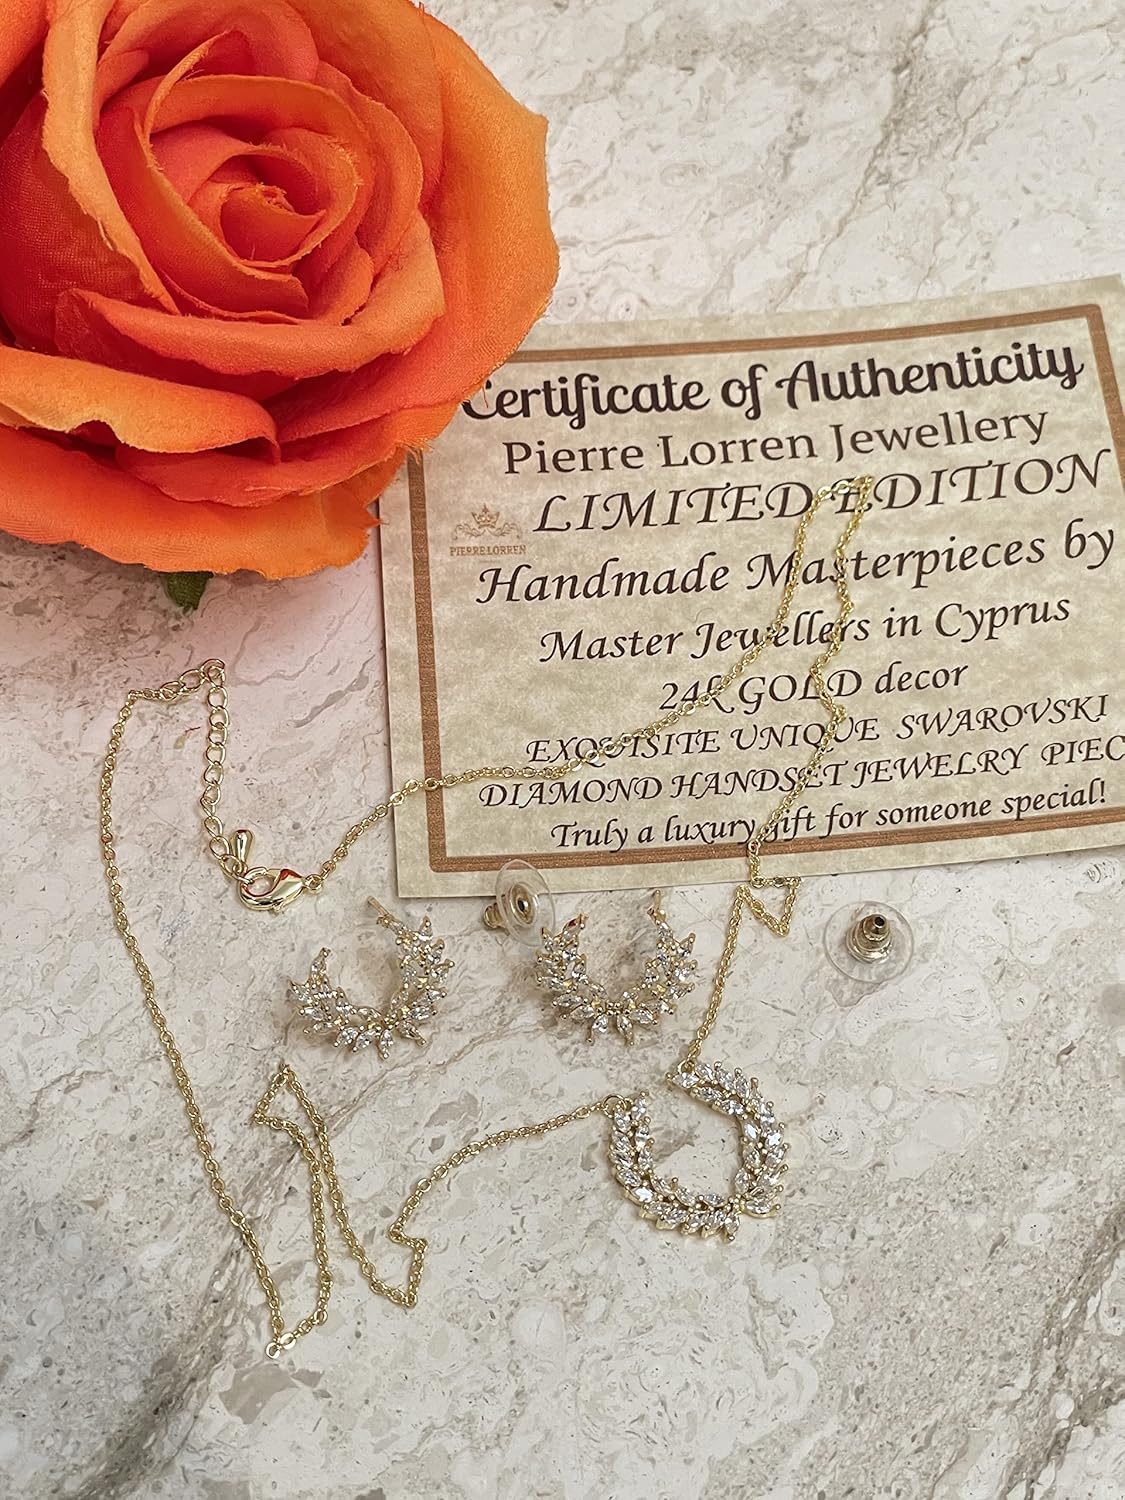 Certificate of Authenticity
Pierre Lorren Jewellery
LIMITED EDITION
PIERRE LORREN
Handmade Masterpieces by
Master Jewellers in Cyprus
24k GOLD decor
EXQUISITE UNIQUE SWAROVSKI
DIAMOND HANDSET JEWELRY PIEC
Truly a luxury gift for someone special!